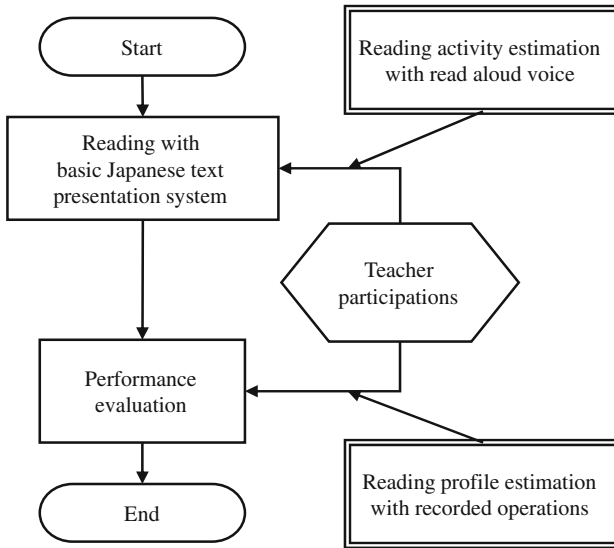 Start
Reading activity estimation
with read aloud voice
Reading with
basic Japanese text
presentation system
Teacher
participations
Performance
evaluation
Reading profile estimation
with recorded operations
End